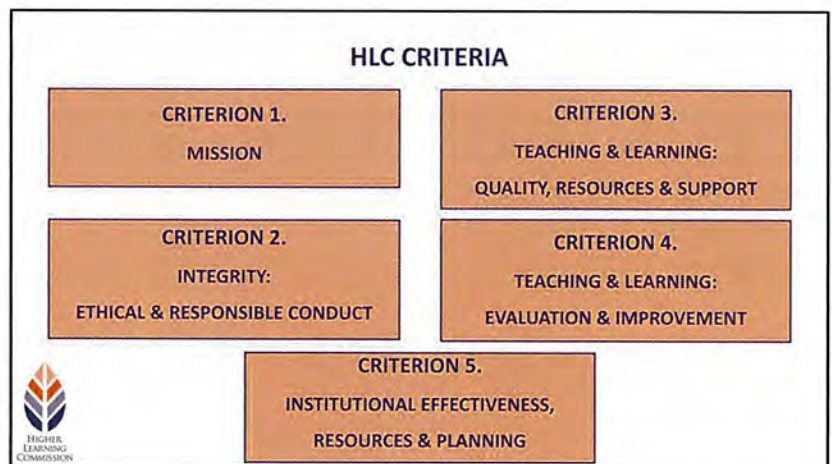 HLC CRITERIA
CRITERION 1.
MISSION
CRITERION 2.
INTEGRITY:
ETHICAL & RESPONSIBLE CONDUCT
CRITERION 3.
TEACHING & LEARNING:
QUALITY, RESOURCES & SUPPORT
CRITERION 4.
TEACHING & LEARNING:
EVALUATION & IMPROVEMENT
CRITERION 5.
INSTITUTIONAL EFFECTIVENESS,
RESOURCES & PLANNING
HIGHER
LEARNING
COMMISSION